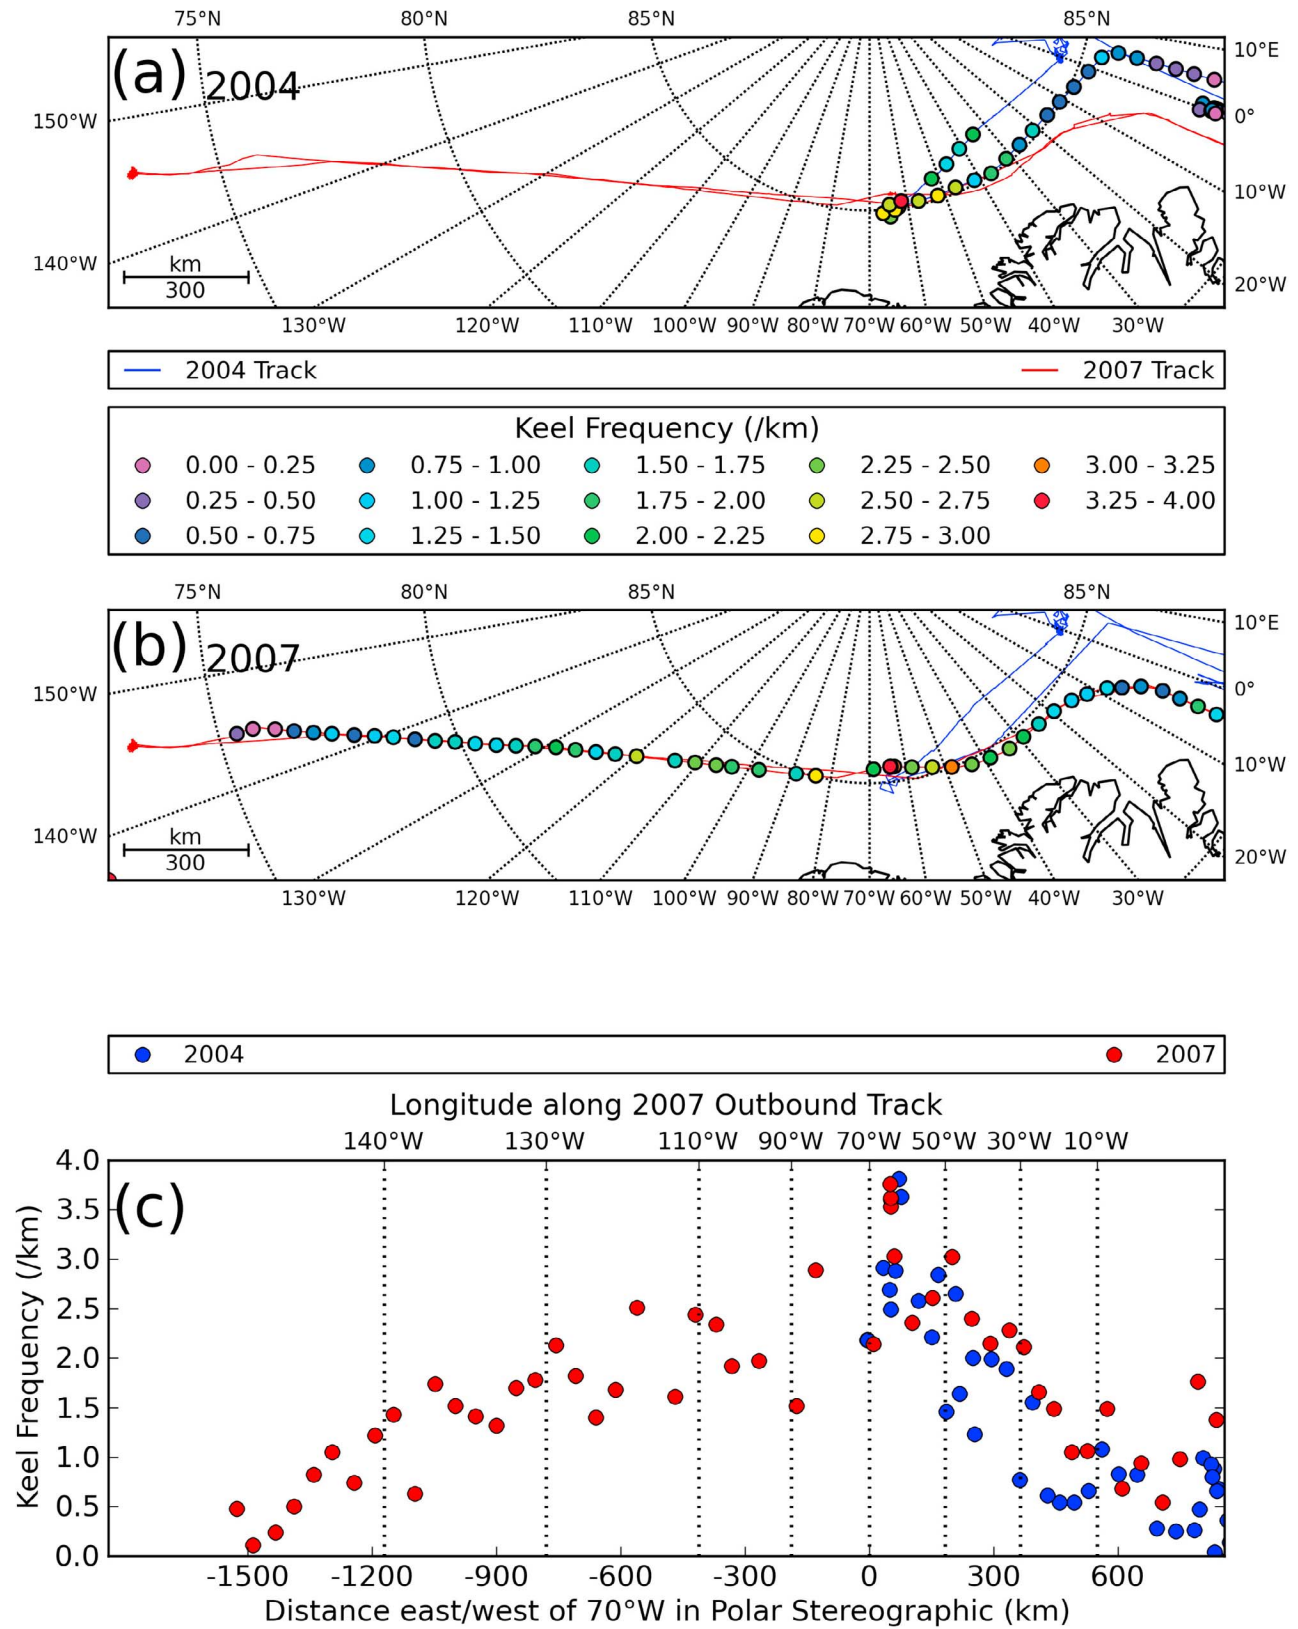 75°N 80°N 85°N 85°N
(a) 2004
10°E
150°W
0°
10°W
140°W
km
300
20°W
130°W 120°W 110°W 100°W 90°W 80°W 70°W 60°W 50°W 40°W 30°W
2004 Track 2007 Track
Keel Frequency (/km)
0.00 - 0.25 0.75 - 1.00 1.50 - 1.75 2.25 - 2.50 3.00 - 3.25
0.25 - 0.50 1.00 - 1.25 1.75 - 2.00 2.50 - 2.75 3.25 - 4.00
0.50 - 0.75 1.25 - 1.50 2.00 - 2.25 2.75 - 3.00
75°N 80°N 85°N 85°N
(b) 2007
10°E
150°W
0°
10°W
140°W
km
300
20°W
130°W 120°W 110°W 100°W 90°W 80°W 70°W 60°W 50°W 40°W 30°W
2004 2007
Longitude along 2007 Outbound Track
140°W 130°W 110°W 90°W 70°W 50°W 30°W 10°W
(c)
Keel Frequency (/km)
4.0
3.5
3.0
2.5
2.0
1.5
1.0
0.5
0.0
-1500 -1200 -900 -600 -300 0 300 600
Distance east/west of 70°W in Polar Stereographic (km)